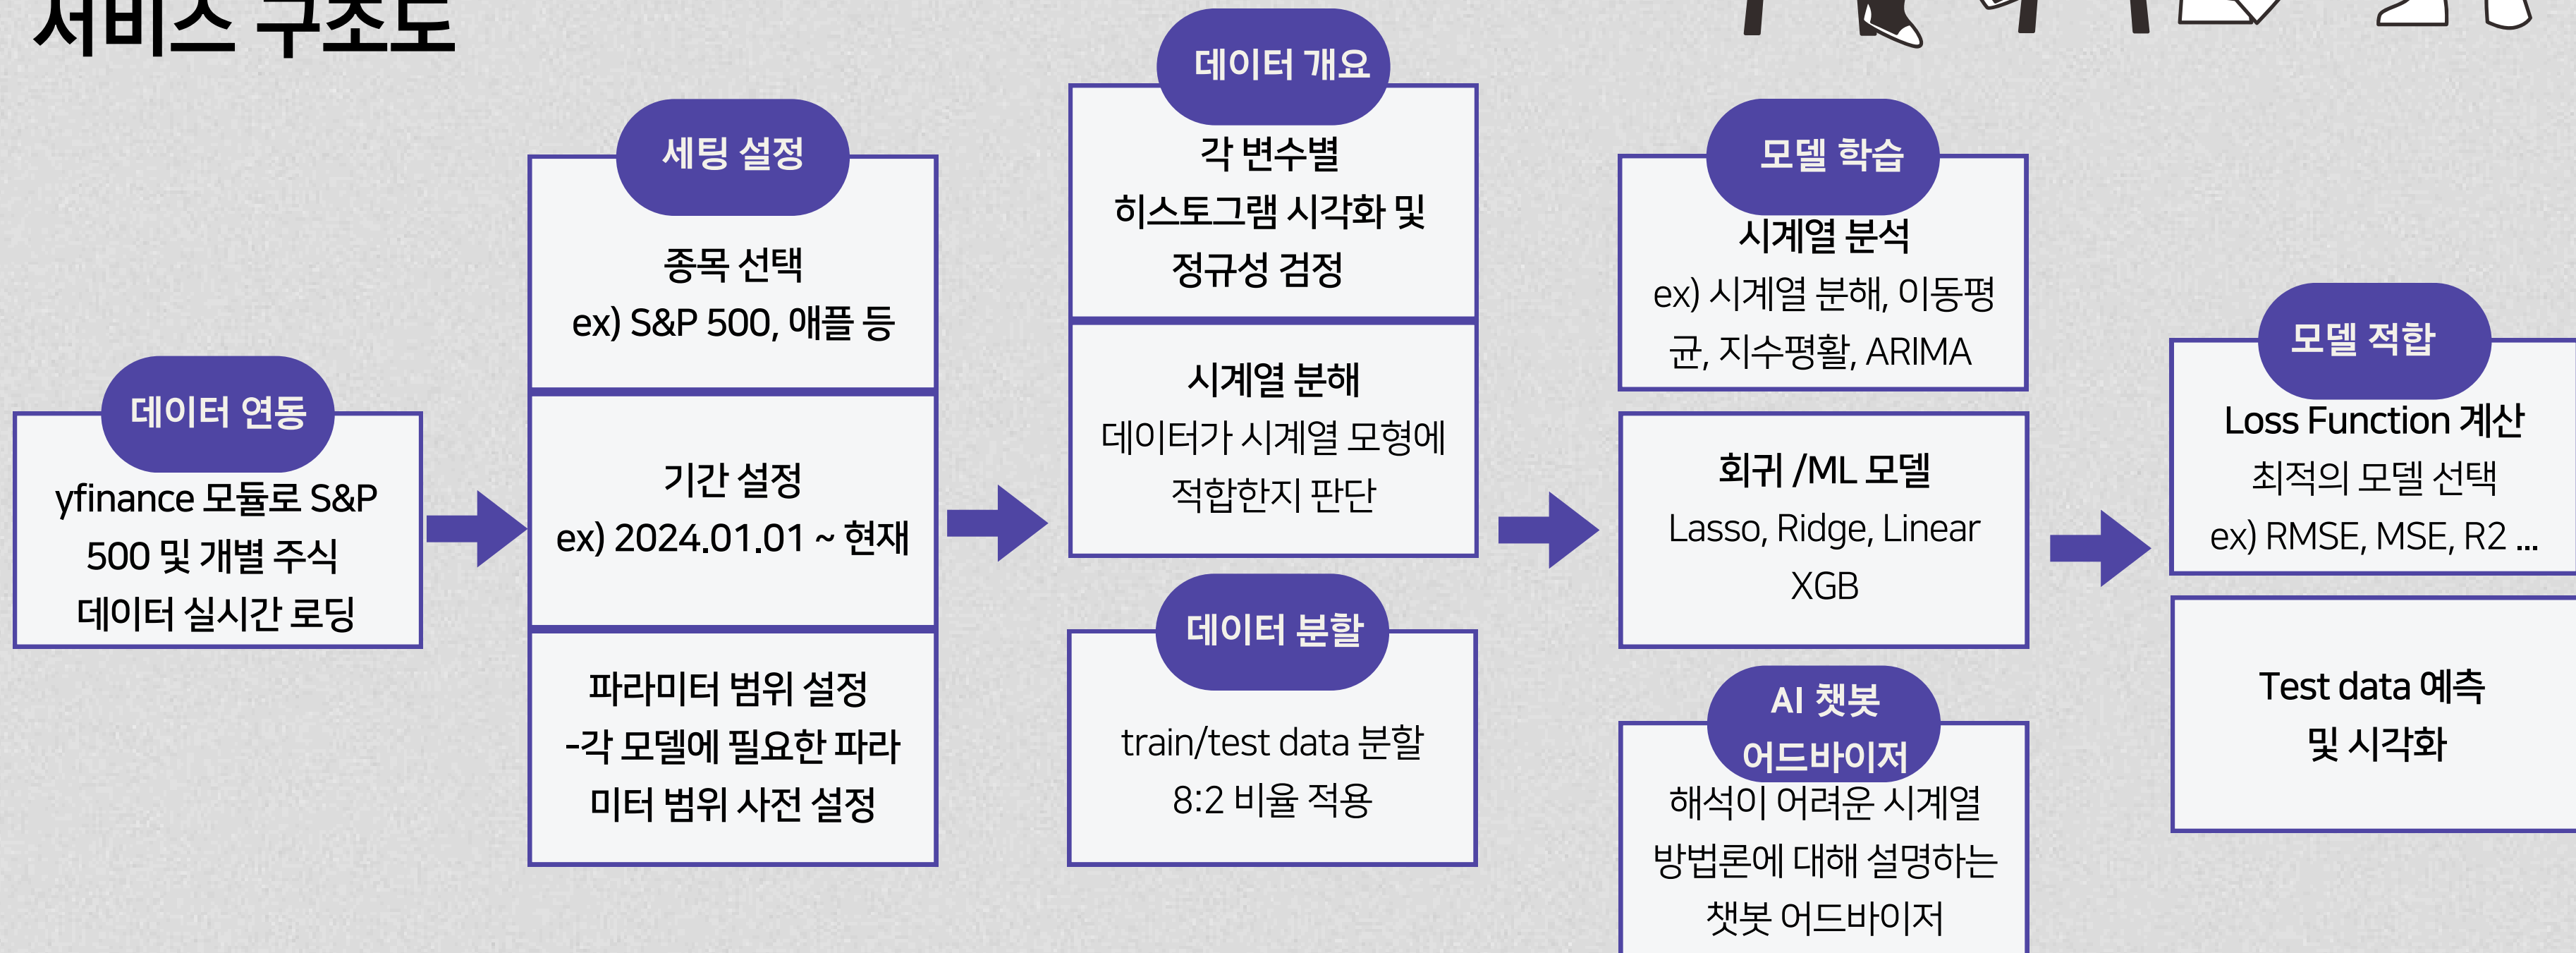 서비스 구조도
데이터 연동
yfinance 모듈로 S&P
500 및 개별 주식
데이터 실시간 로딩
세팅 설정
종목 선택
ex) S&P 500, 애플 등
기간 설정
ex) 2024.01.01 ~ 현재
파라미터 범위 설정
-각 모델에 필요한 파라
미터 범위 사전 설정
데이터 개요
각 변수별
히스토그램 시각화 및
정규성 검정
시계열 분해
데이터가 시계열 모형에
적합한지 판단
데이터 분할
train/test data 분할
8:2 비율 적용
모델 학습
시계열 분석
ex) 시계열 분해, 이동평
균, 지수평활, ARIMA
회귀 /ML 모델
Lasso, Ridge, Linear
XGB
AI 챗봇
어드바이저
해석이 어려운 시계열
방법론에 대해 설명하는
챗봇 어드바이저
모델 적합
Loss Function 계산
최적의 모델 선택
ex) RMSE, MSE, R2 ...
Test data 예측
및 시각화